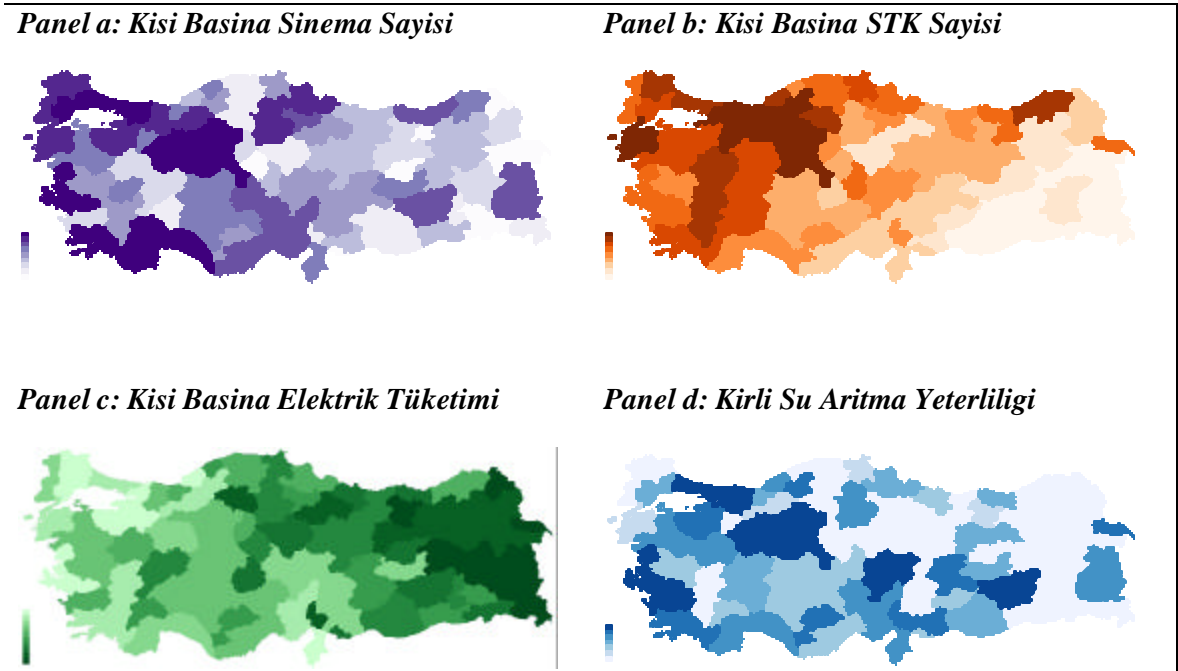 Panel a: Kisi Basina Sinema Sayisi
Panel b: Kisi Basina STK Sayisi
Panel c: Kisi Basina Elektrik Tüketimi
Panel d: Kirli Su Aritma Yeterliligi